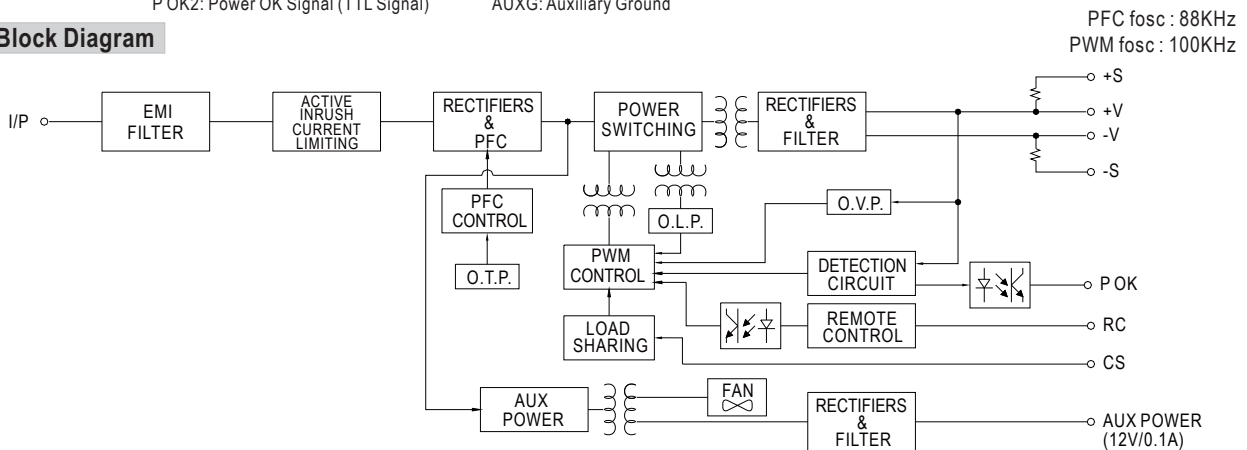 P OK2: Power OK Signal (TTL Signal) AUXG: Auxiliary Ground
Block Diagram
PFC fosc : 88KHz
PWM fosc : 100KHz
I/P
EMI
FILTER
ACTIVE
INRUSH
CURRENT
LIMITING
RECTIFIERS
&
PFC
POWER
SWITCHING
RECTIFIERS
&
FILTER
+S
+V
-V
-S
PFC
CONTROL
O.T.P.
O.L.P.
O.V.P.
PWM
CONTROL
DETECTION
CIRCUIT
P OK
LOAD
SHARING
REMOTE
CONTROL
RC
CS
AUX
POWER
FAN
RECTIFIERS
&
FILTER
AUX POWER
(12V/0.1A)